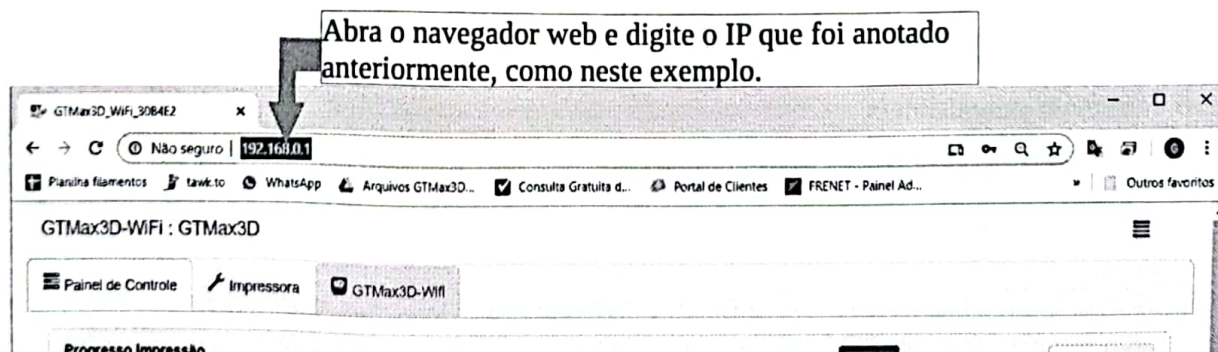 Abra o navegador web e digite o IP que foi anotado
anteriormente, como neste exemplo.
GTMax3D_WiFi_30B4E2
Não seguro | 192.168.0.1
Planilha filamentos tawk.to WhatsApp Arquivos GTMax3D... Consulta Gratuita d... Portal de Clientes FRENET - Painel Ad... » Outros favoritos
GTMax3D-WiFi : GTMax3D
Painel de Controle Impressora GTMax3D-Wifi
Progresso Impressão